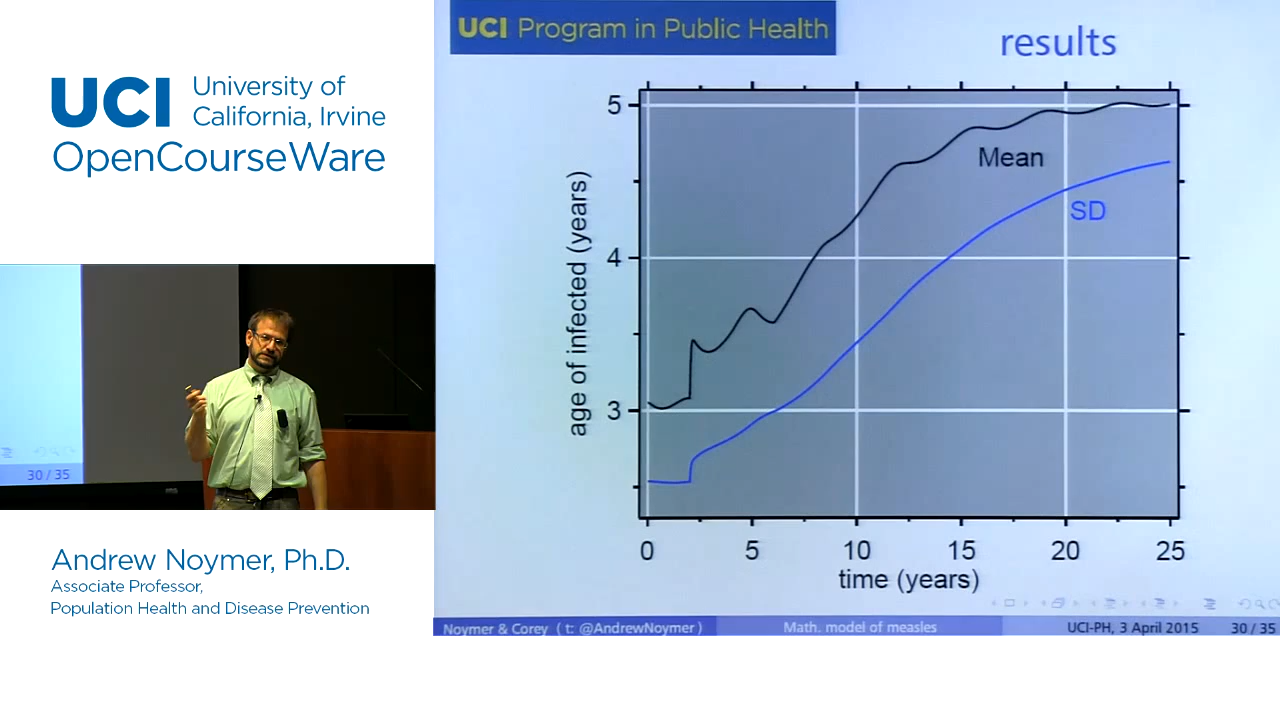 UCI University of
California, Irvine
OpenCourseWare
30 / 35
Andrew Noymer, Ph.D.
Associate Professor,
Population Health and Disease Prevention
UCI Program in Public Health
results
5
4
3
age of infected (years)
Mean
SD
0 5 10 15 20 25
time (years)
Noymer & Corey ( t: @AndrewNoymer) Math. model of measles UCI-PH, 3 April 2015 30 / 35